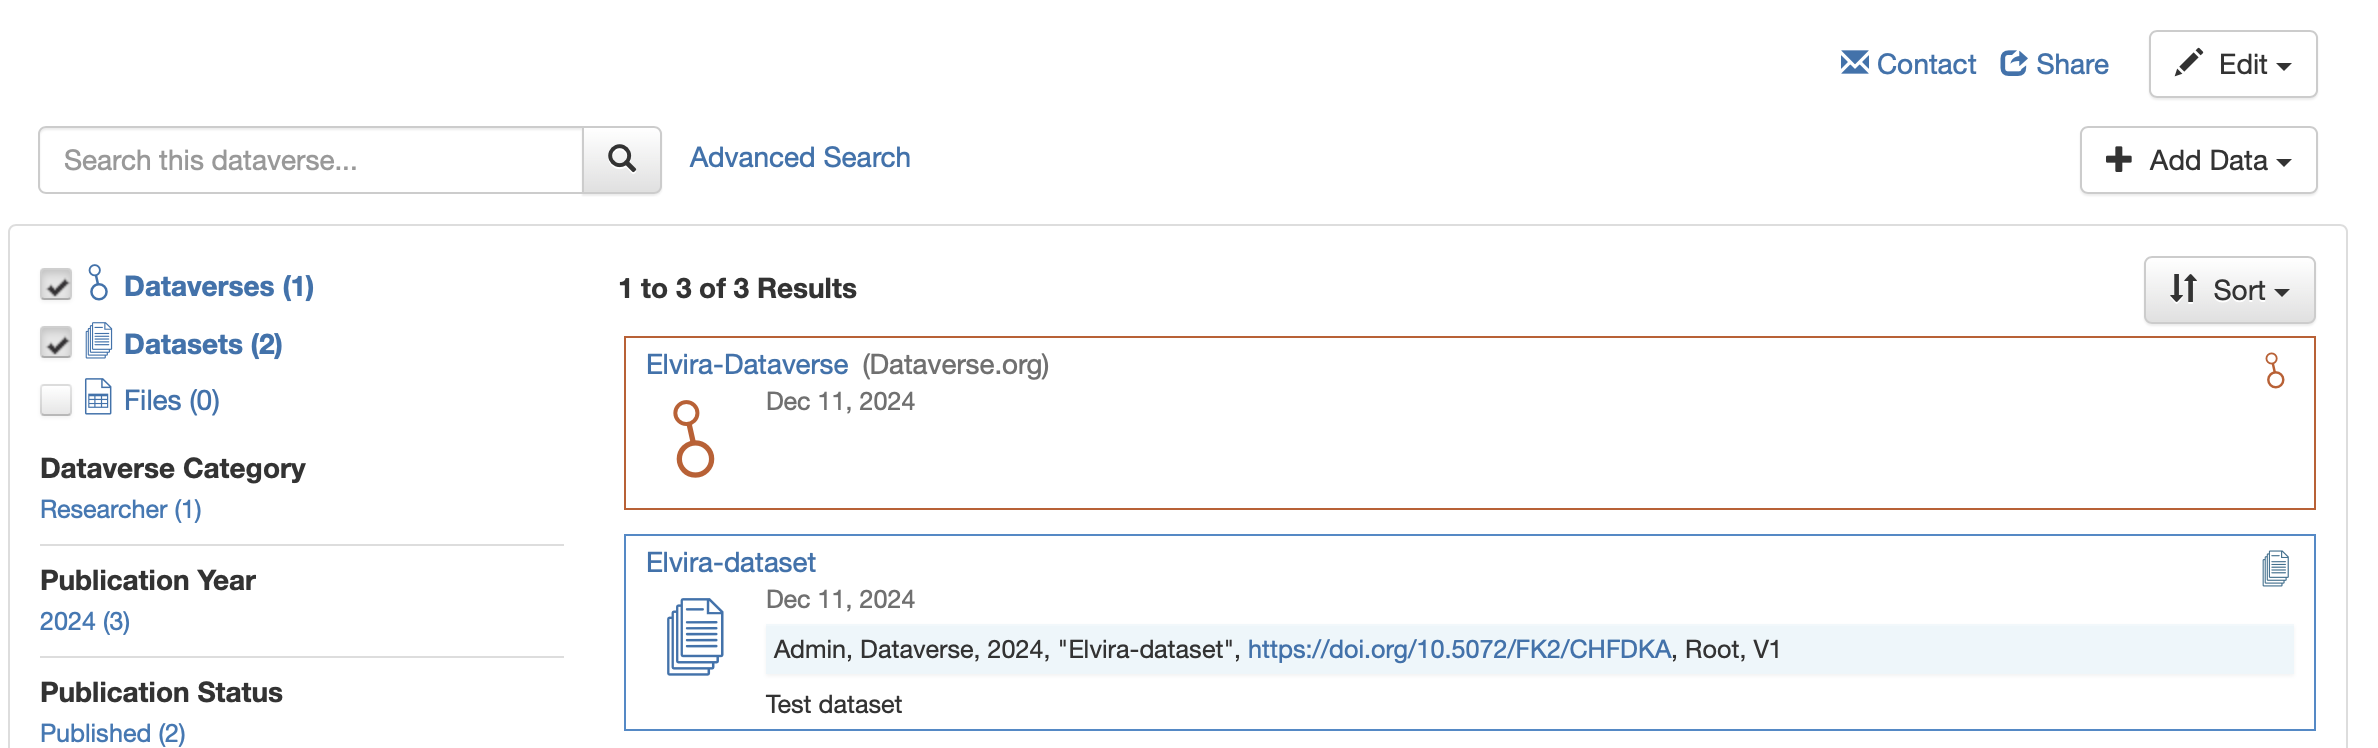 Contact Share Edit
Search this dataverse... Advanced Search Add Data
Dataverses (1)
Datasets (2)
Files (0)
Dataverse Category
Researcher (1)
Publication Year
2024 (3)
Publication Status
Published (2)
1 to 3 of 3 Results Sort
Elvira-Dataverse (Dataverse.org)
Dec 11, 2024
Elvira-dataset
Dec 11, 2024
Admin, Dataverse, 2024, "Elvira-dataset", https://doi.org/10.5072/FK2/CHFDKA, Root, V1
Test dataset